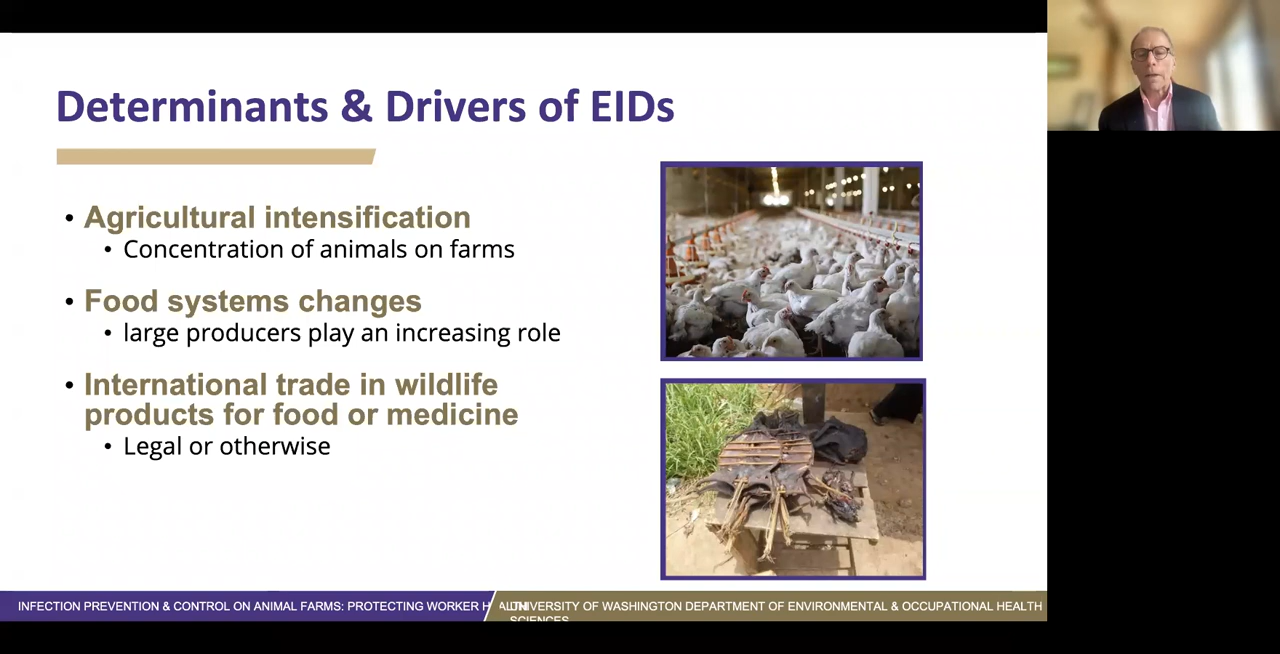 Determinants & Drivers of EIDs
• Agricultural intensification
• Concentration of animals on farms
• Food systems changes
• large producers play an increasing role
• International trade in wildlife
products for food or medicine
• Legal or otherwise
INFECTION PREVENTION & CONTROL ON ANIMAL FARMS: PROTECTING WORKER HEALTH
UNIVERSITY OF WASHINGTON DEPARTMENT OF ENVIRONMENTAL & OCCUPATIONAL HEALTH
SCIENCES